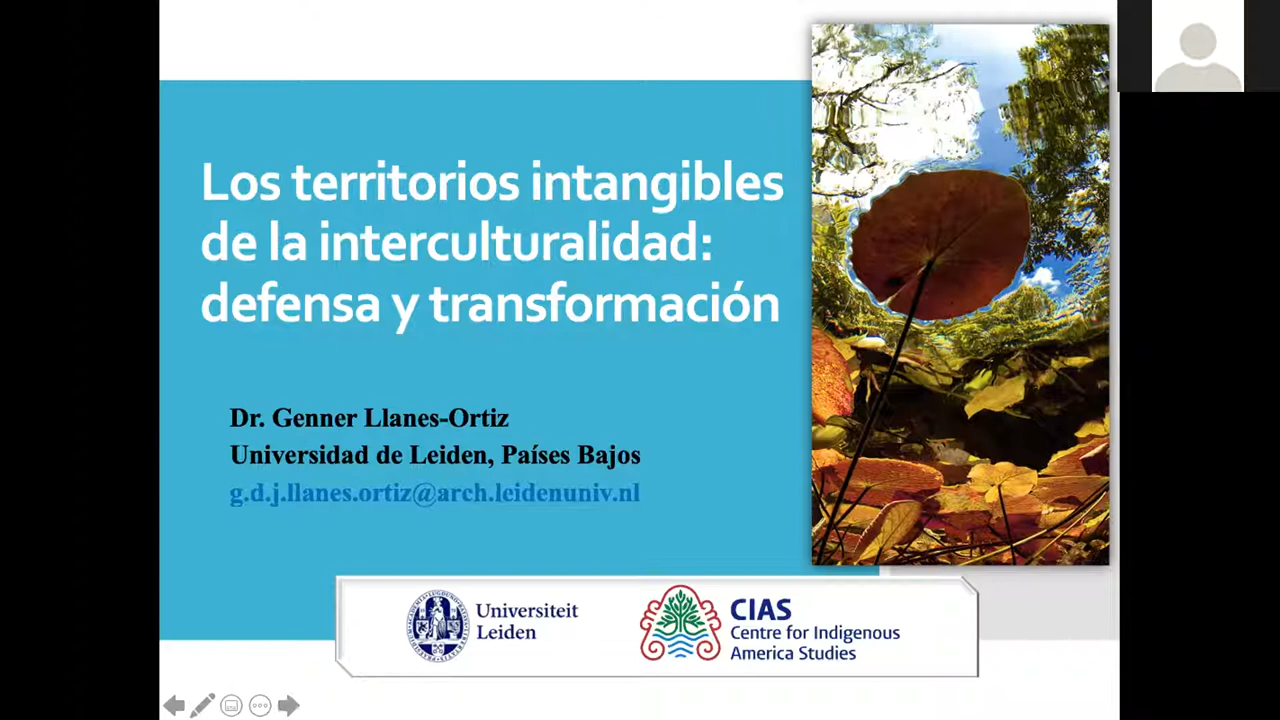 Los territorios intangibles
de la interculturalidad:
defensa y transformación
Dr. Genner Llanes-Ortiz
Universidad de Leiden, Países Bajos
g.d.j.llanes.ortiz@arch.leidenuniv.nl
Universiteit
Leiden
CIAS
Centre for Indigenous
America Studies